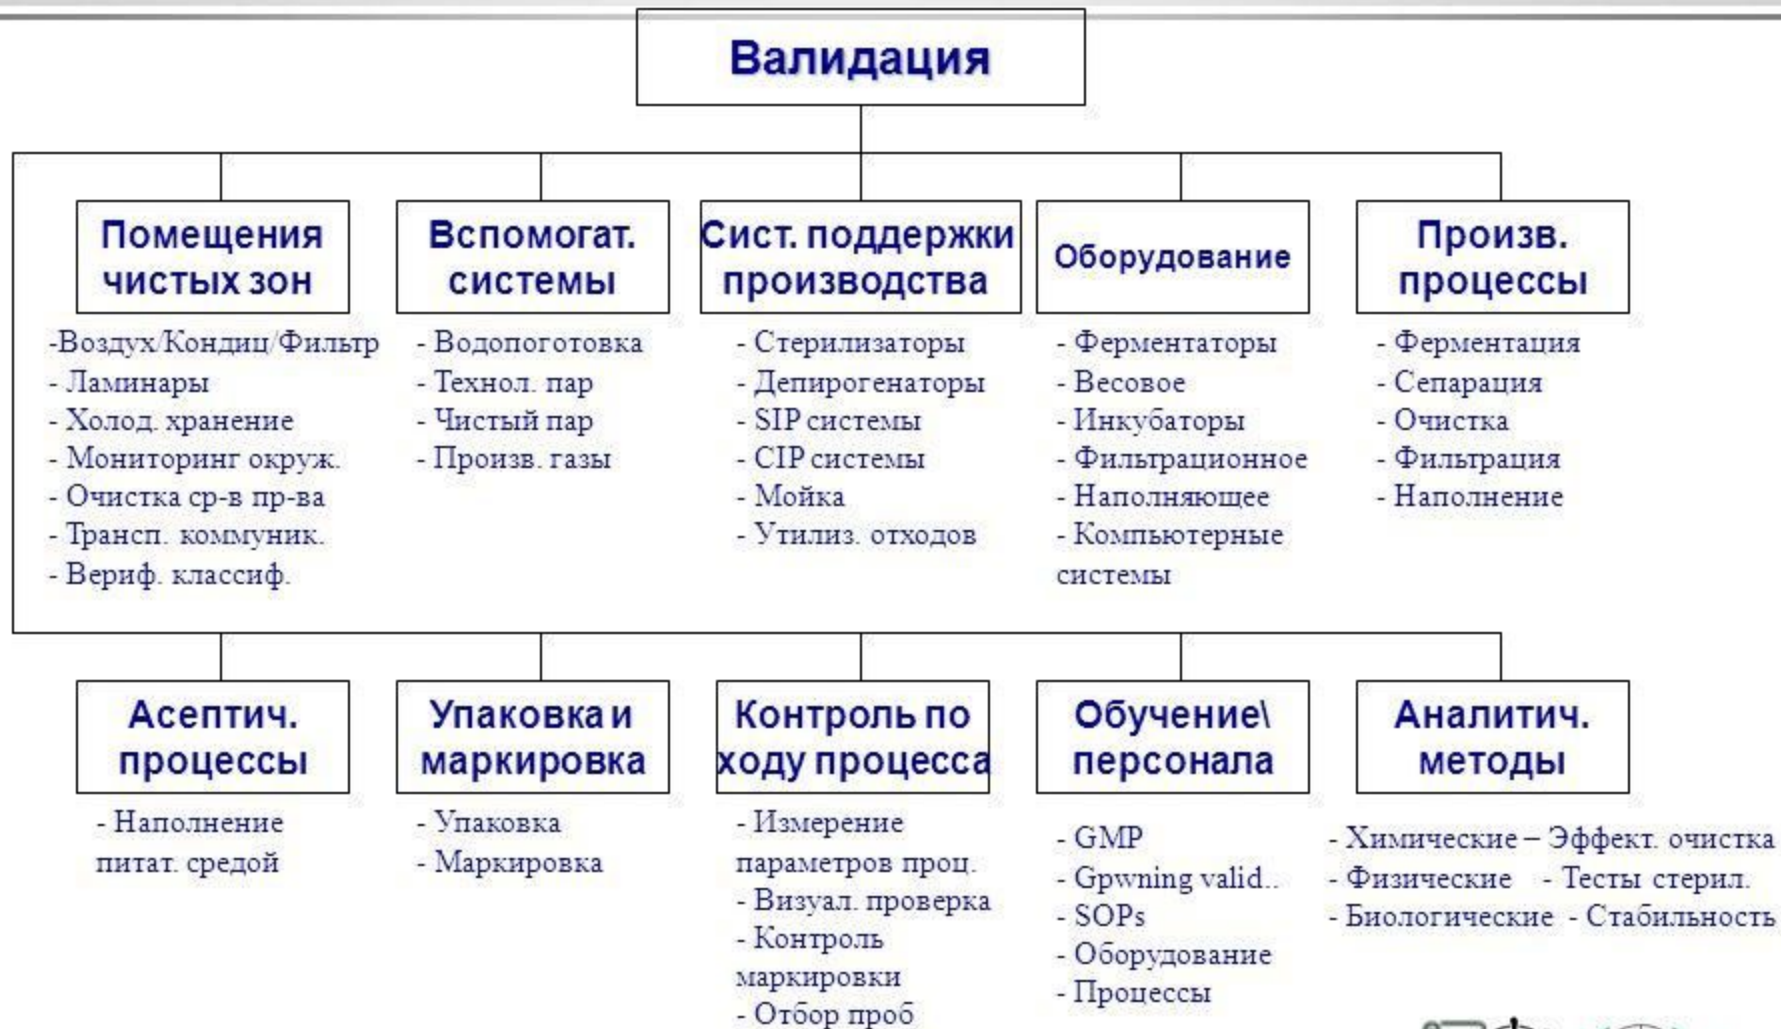 Валидация
Помещения
чистых зон
-Воздух/Кондиц/Фильтр
- Ламинары
- Холод. хранение
- Мониторинг окруж.
- Очистка ср-в пр-ва
- Трансп. коммуник.
- Вериф. классиф.
Вспомогат.
системы
- Водопоготовка
- Технол. пар
- Чистый пар
- Произв. газы
Сист. поддержки
производства
- Стерилизаторы
- Депирогенаторы
- SIP системы
- CIP системы
- Мойка
- Утилиз. отходов
Оборудование
- Ферментаторы
- Весовое
- Инкубаторы
- Фильтрационное
- Наполняющее
- Компьютерные
системы
Произв.
процессы
- Ферментация
- Сепарация
- Очистка
- Фильтрация
- Наполнение
Асептич.
процессы
- Наполнение
питат. средой
Упаковка и
маркировка
- Упаковка
- Маркировка
Контроль по
ходу процесса
- Измерение
параметров проц.
- Визуал. проверка
- Контроль
маркировки
- Отбор проб
Обучение\
персонала
- GMP
- Gpwning valid..
- SOPs
- Оборудование
- Процессы
Аналитич.
методы
- Химические – Эффект. очистка
- Физические - Тесты стерил.
- Биологические - Стабильность